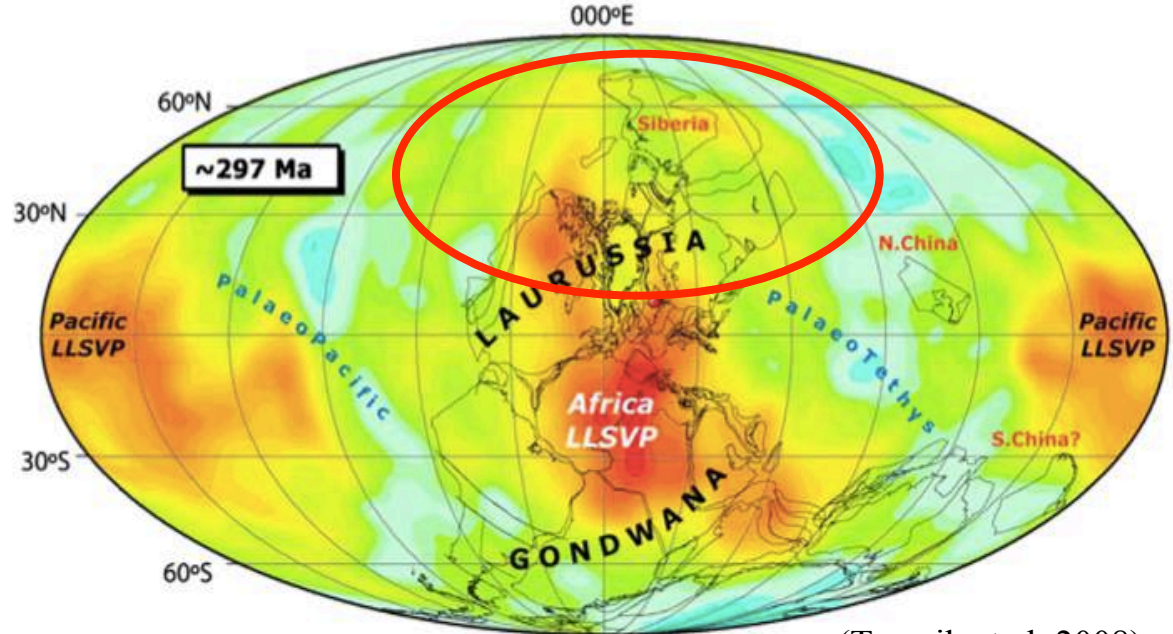 000ºE
60ºN
Siberia
~297 Ma
30ºN
N.China
LAURUSSIA
PalaeoPacific
PalaeoTethys
Pacific
LLSVP
Pacific
LLSVP
Africa
LLSVP
30ºS
S.China?
GONDWANA
60ºS